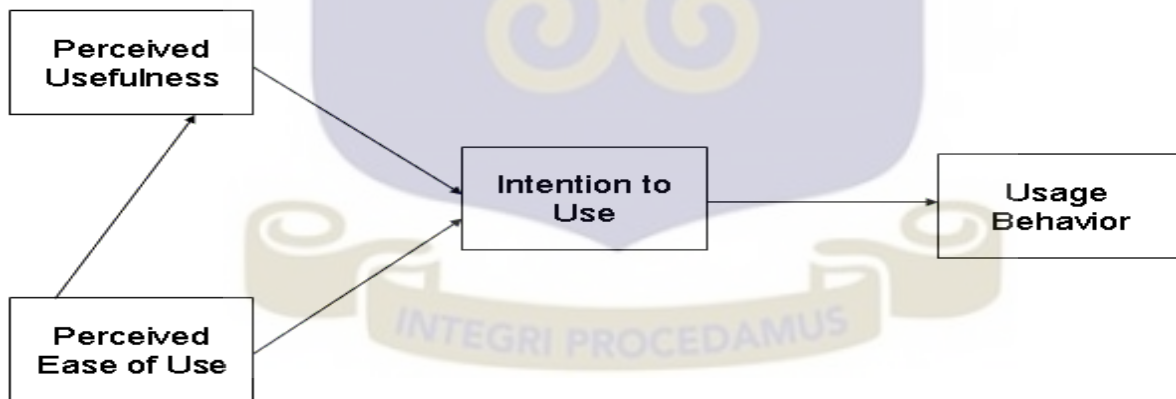 Perceived
Usefulness
Intention to
Use
Usage
Behavior
Perceived
Ease of Use
INTEGRI PROCEDAMUS